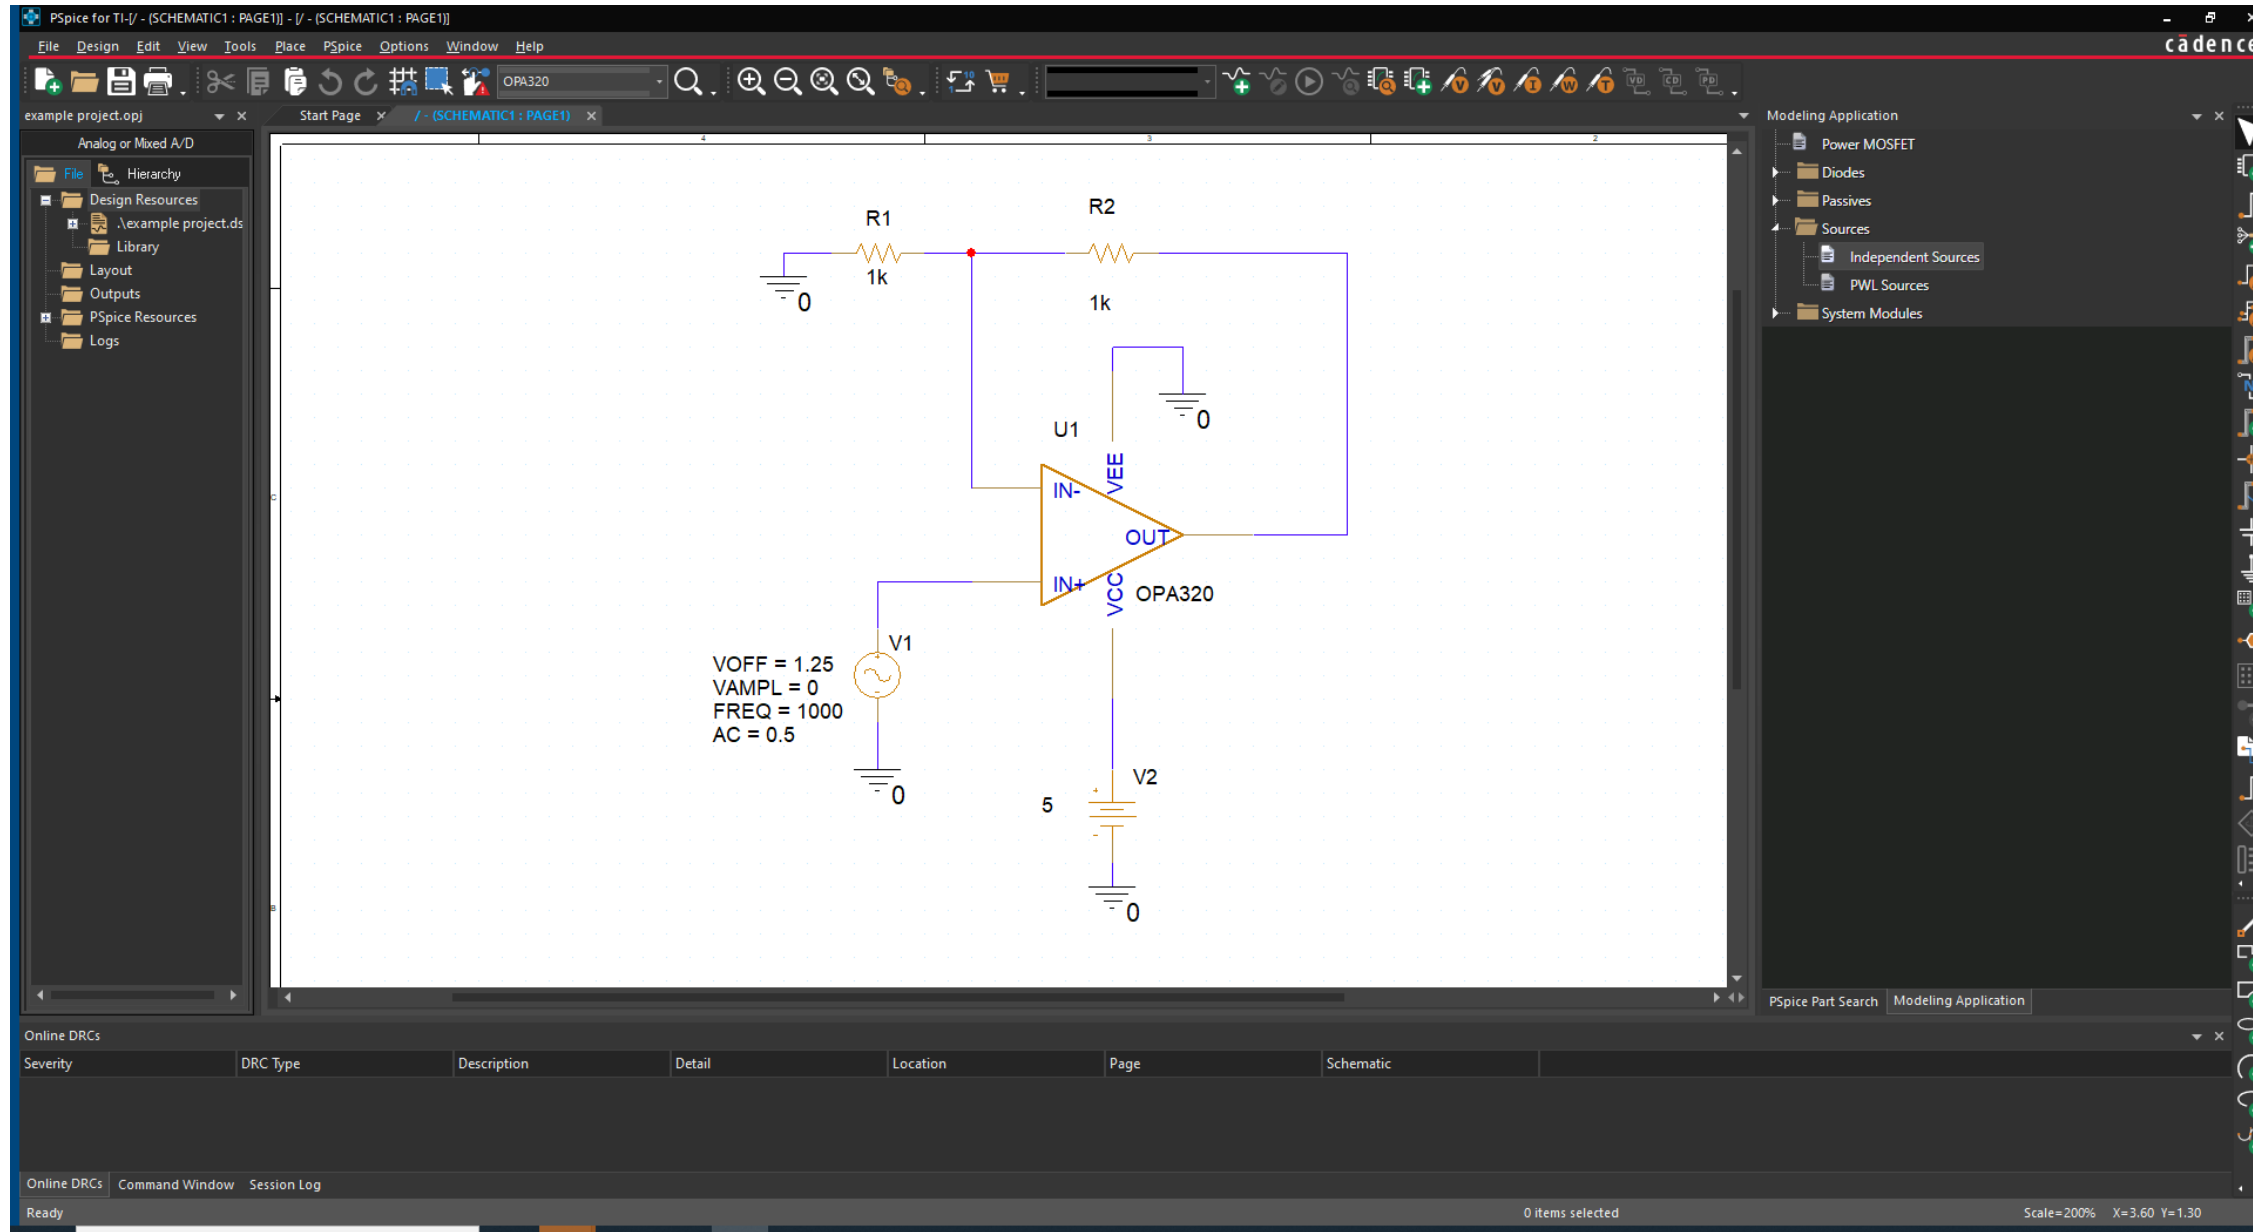 PSpice for TI-[/ - (SCHEMATIC1 : PAGE1)] - [/ - (SCHEMATIC1 : PAGE1)]
File Design Edit View Tools Place PSpice Options Window Help
cādence
OPA320
example project.opj
Start Page
/ - (SCHEMATIC1 : PAGE1)
Modeling Application
Analog or Mixed A/D
File
Hierarchy
Design Resources
.\example project.ds
Library
Layout
Outputs
PSpice Resources
Logs
4
3
2
C
B
R1
1k
0
R2
1k
0
U1
VEE
IN-
OUT
IN+
VCC
OPA320
V1
VOFF = 1.25
VAMPL = 0
FREQ = 1000
AC = 0.5
0
V2
5
0
Power MOSFET
Diodes
Passives
Sources
Independent Sources
PWL Sources
System Modules
PSpice Part Search
Modeling Application
Online DRCs
Severity DRC Type Description Detail Location Page Schematic
Online DRCs Command Window Session Log
Ready
0 items selected
Scale=200% X=3.60 Y=1.30